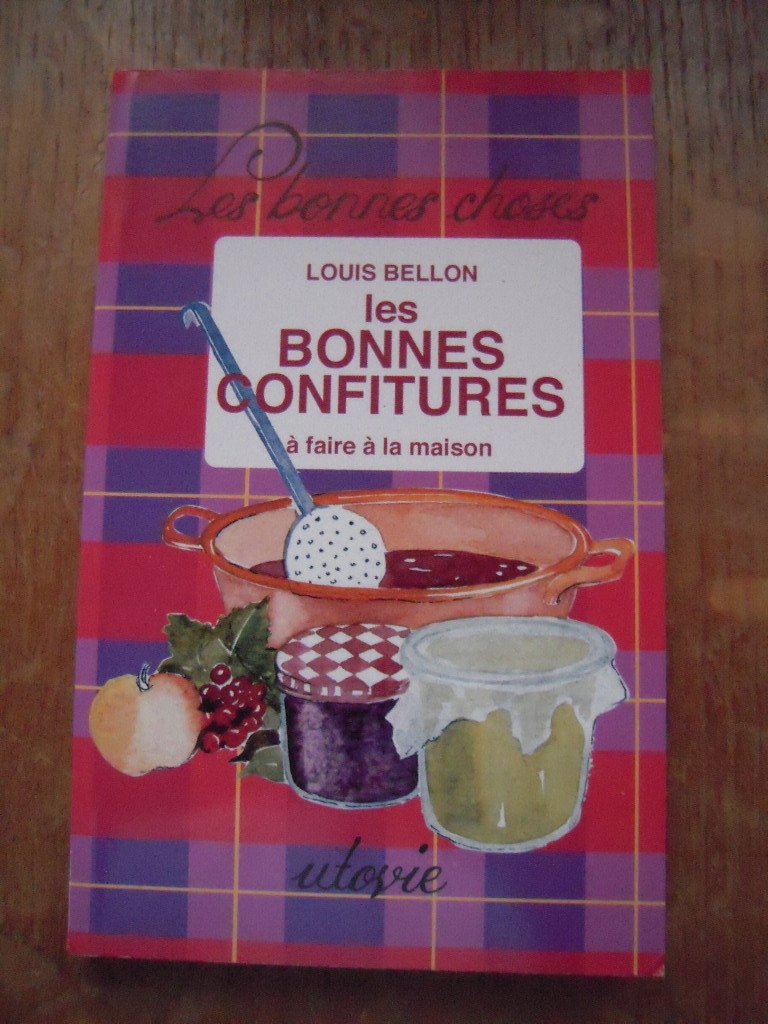 Les bonnes choses
LOUIS BELLON
les
BONNES
CONFITURES
à faire à la maison
utovie